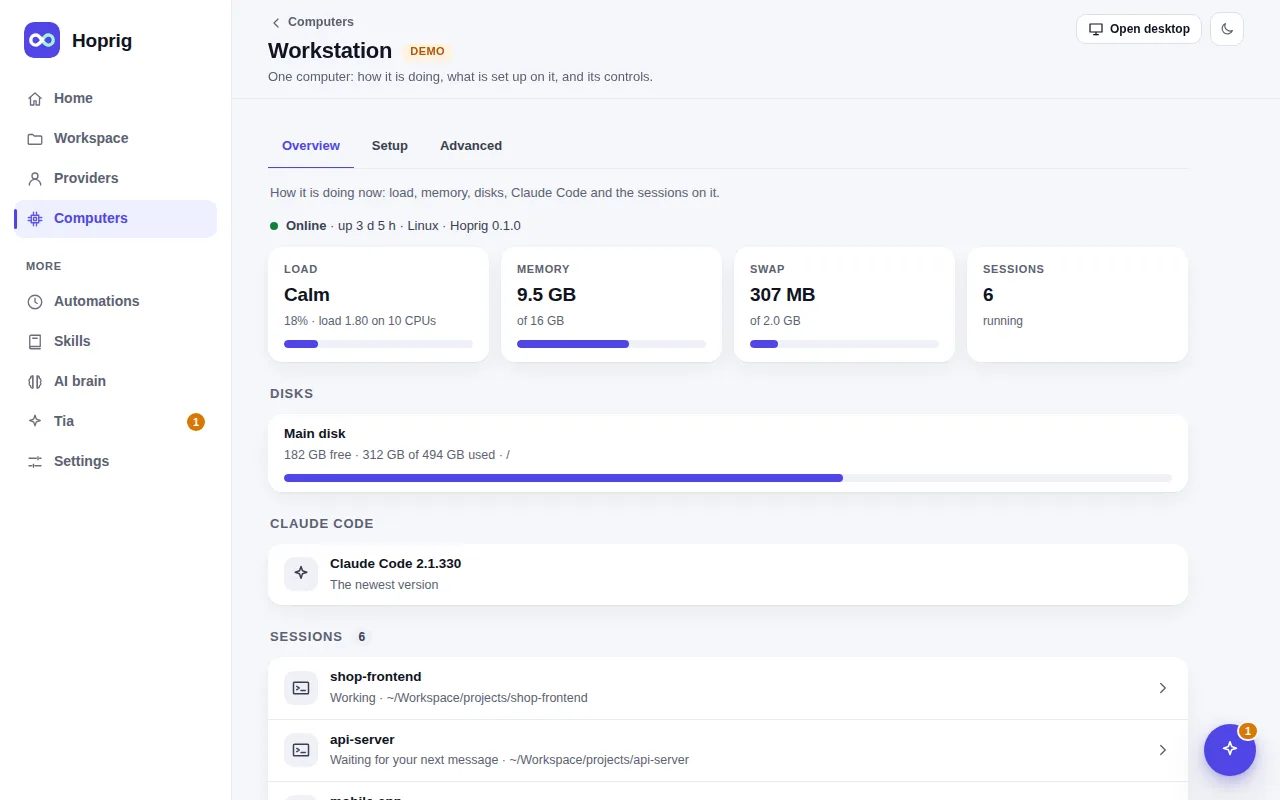 Hoprig
Home
Workspace
Providers
Computers
MORE
Automations
Skills
AI brain
Tia
1
Settings
Computers
Workstation
DEMO
One computer: how it is doing, what is set up on it, and its controls.
Open desktop
Overview
Setup
Advanced
How it is doing now: load, memory, disks, Claude Code and the sessions on it.
Online · up 3 d 5 h · Linux · Hoprig 0.1.0
LOAD
Calm
18% · load 1.80 on 10 CPUs
MEMORY
9.5 GB
of 16 GB
SWAP
307 MB
of 2.0 GB
SESSIONS
6
running
DISKS
Main disk
182 GB free · 312 GB of 494 GB used · /
CLAUDE CODE
Claude Code 2.1.330
The newest version
SESSIONS 6
shop-frontend
Working · ~/Workspace/projects/shop-frontend
api-server
Waiting for your next message · ~/Workspace/projects/api-server
1